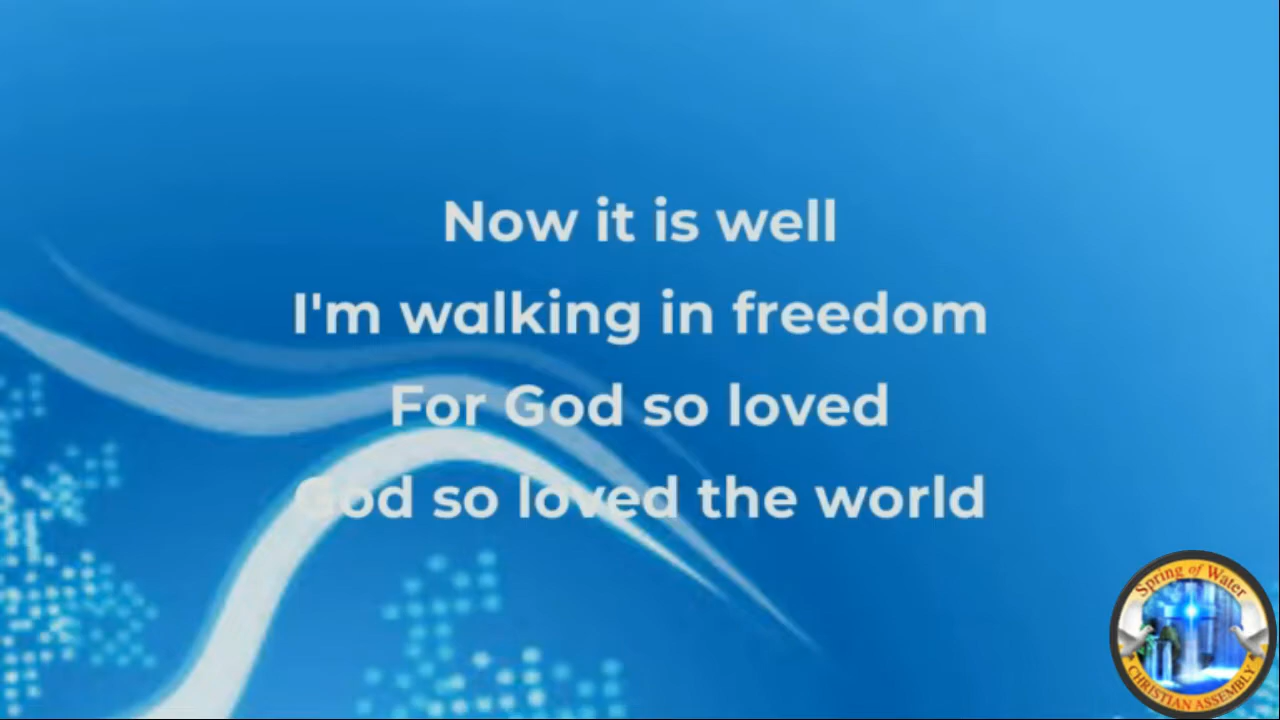 Now it is well
I'm walking in freedom
For God so loved
God so loved the world
Spring of Water
CHRISTIAN ASSEMBLY